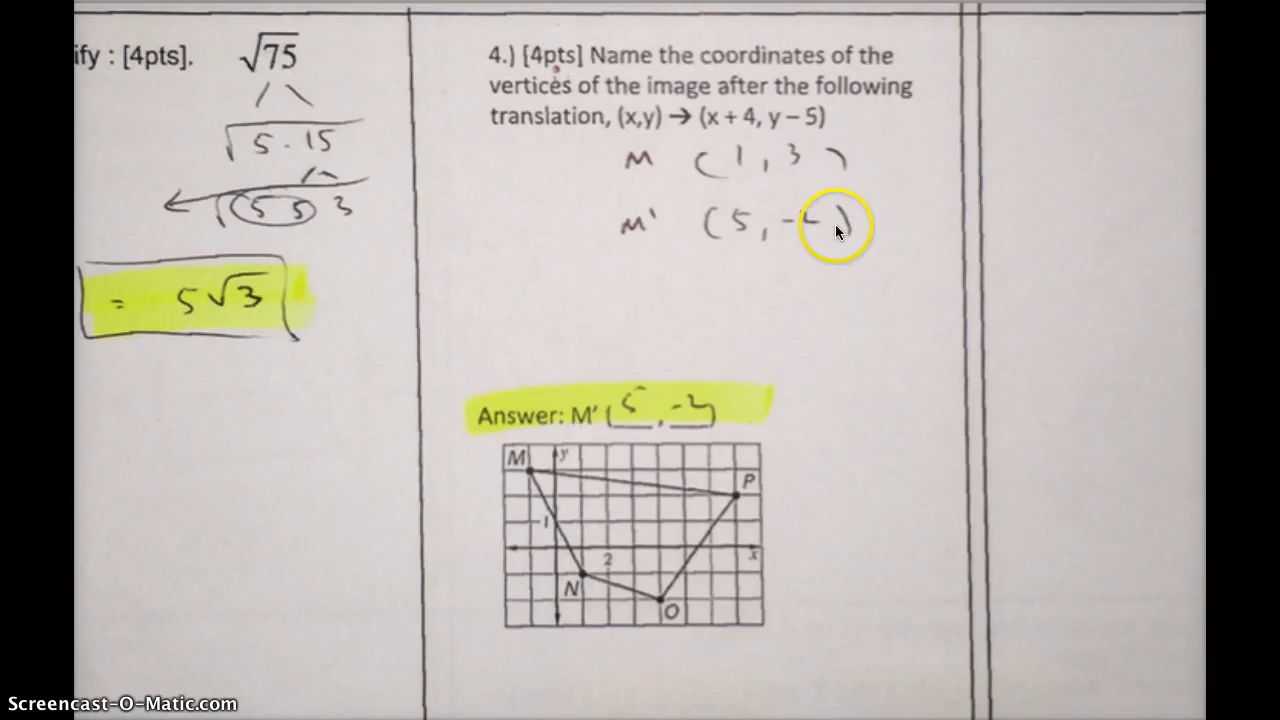 ify : [4pts]. √75
√5 · 15
√5 5 3
= 5√3
4.) [4pts] Name the coordinates of the
vertices of the image after the following
translation, (x,y) → (x + 4, y – 5)
M ( 1 , 3 )
M' ( 5 , -2 )
Answer: M' ( 5 , -2 )
M y
P
1
2 x
N
O
Screencast-O-Matic.com